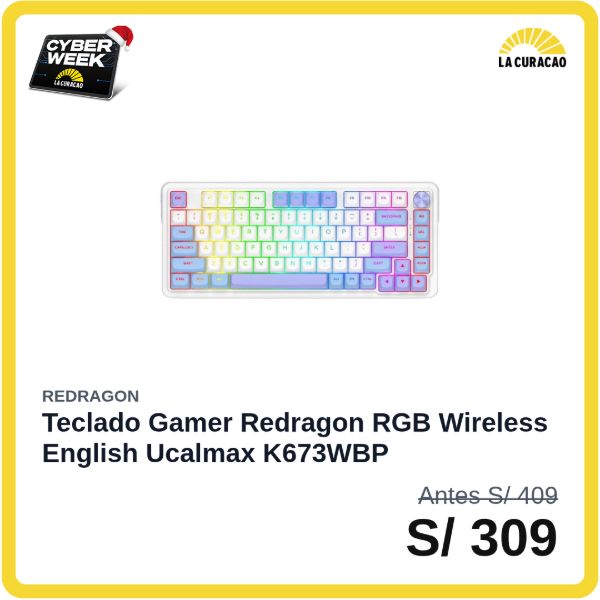 CYBER
WEEK
LA CURACAO
LA CURACAO
REDRAGON
Teclado Gamer Redragon RGB Wireless
English Ucalmax K673WBP
Antes S/ 409
S/ 309